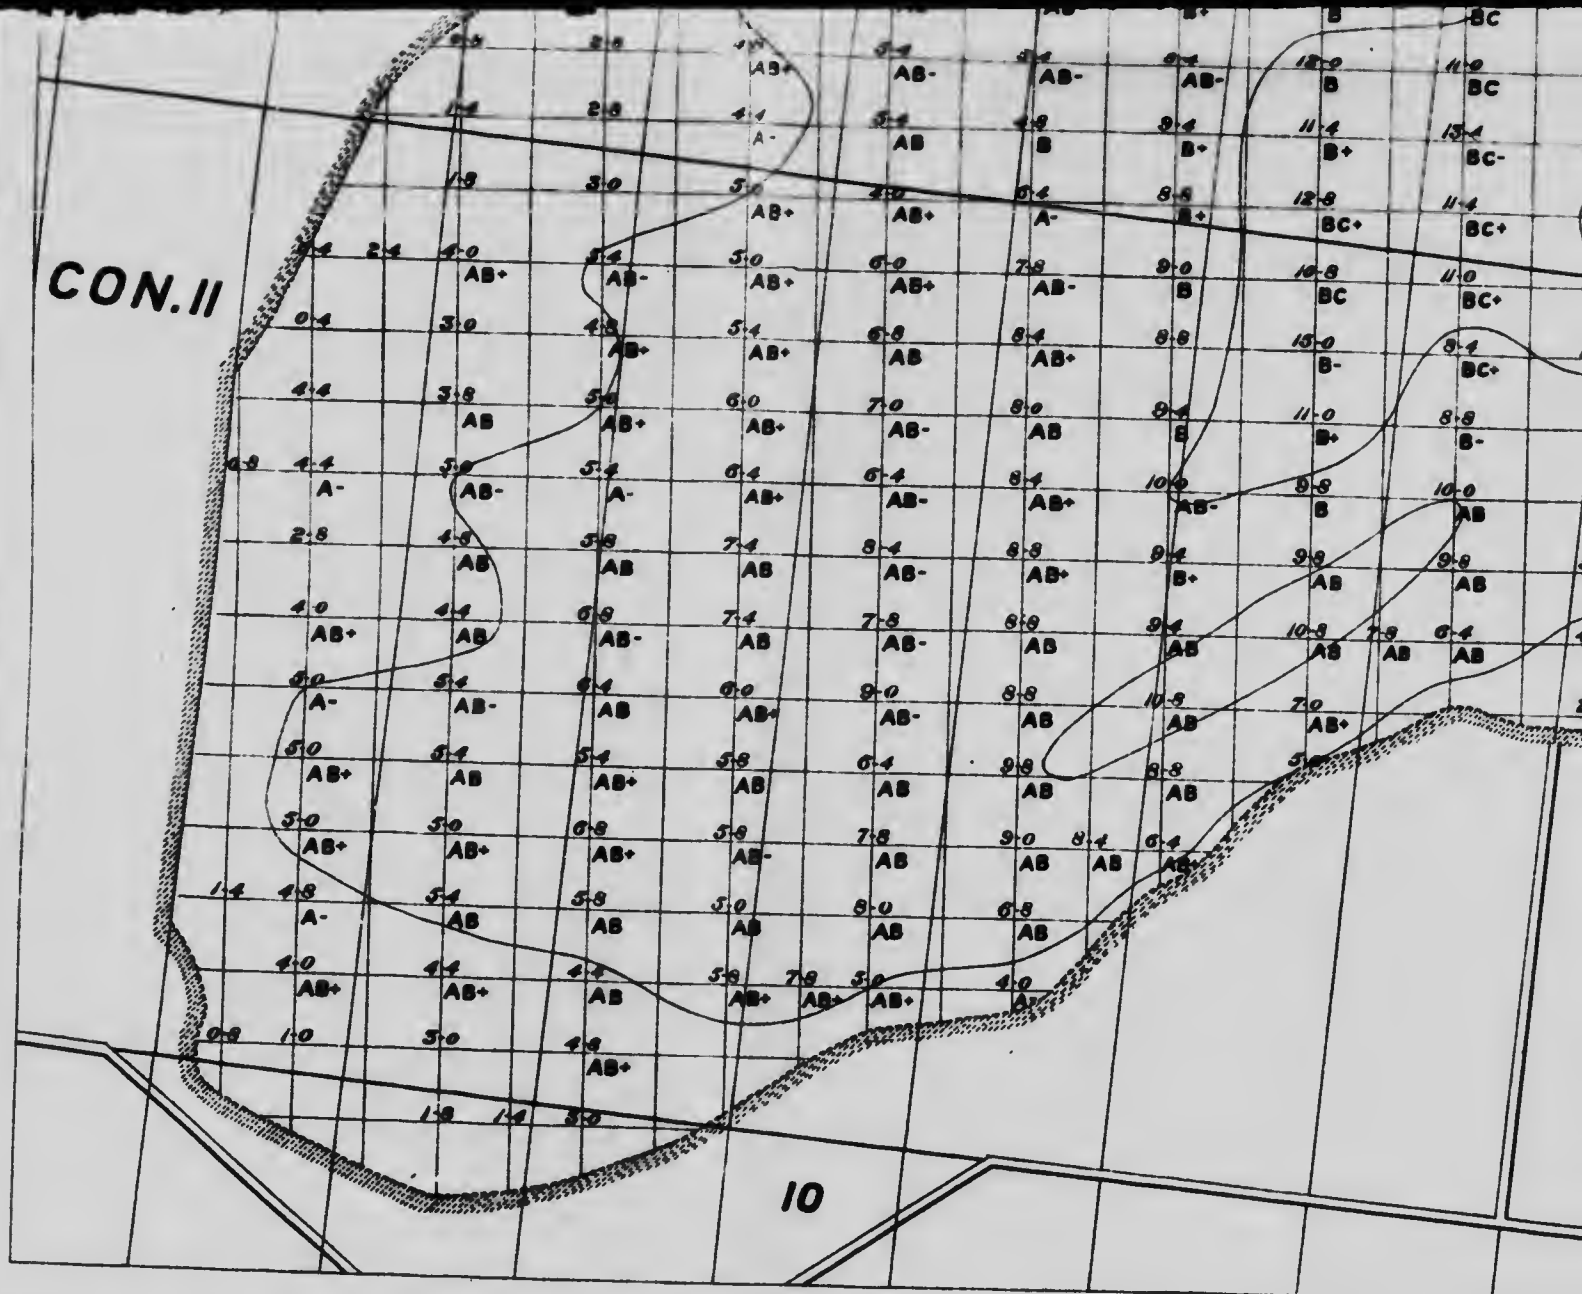 B+ B BC
5-4 5-4 8-4 12-0 11-0
AB+ AB- AB- AB- B BC
1-4 2-8 4-4 5-4 4-8 9-4 11-4 13-4
A- AB B B+ B+ BC-
1-8 3-0 5-0 4-0 6-4 8-8 12-8 11-4
AB+ AB+ A- B+ BC+ BC+
2-4 4-0 5-4 5-0 6-0 7-8 9-0 10-8 11-0
AB+ AB- AB+ AB+ AB- B BC BC+
CON. II
0-4 3-0 4-8 5-4 6-8 8-4 8-8 13-0 8-4
AB+ AB+ AB AB+ B- BC+
4-4 3-8 6-0 7-0 8-0 9-4 11-0 8-8
AB AB+ AB+ AB- AB B B+ B-
6-8 4-4 5-0 5-4 6-4 6-4 8-4 9-8 10-0
A- AB- A- AB+ AB- AB+ AB- B AB
2-8 4-8 5-8 7-4 8-4 8-8 9-4 9-8 9-8
AB AB AB AB- AB+ B+ AB AB
4-0 4-4 6-8 7-4 7-8 8-8 9-4 10-8 7-8 6-4
AB+ AB AB- AB AB- AB AB AB AB AB
5-0 5-4 6-4 6-0 9-0 8-8 10-8 7-0
A- AB- AB AB+ AB- AB AB AB+
5-0 5-4 5-4 5-8 6-4 9-8 8-8
AB+ AB AB+ AB AB AB AB
5-0 5-0 6-8 5-8 7-8 9-0 8-4 6-4
AB+ AB+ AB+ AB- AB AB AB AB+
1-4 4-8 5-4 5-8 5-0 8-0 6-8
A- AB AB AB AB AB
4-0 4-4 4-4 5-8 7-8 5-0 4-0
AB+ AB+ AB AB+ AB+ AB+
0-8 1-0 3-0 4-8
AB+
1-8 1-4 3-0
10